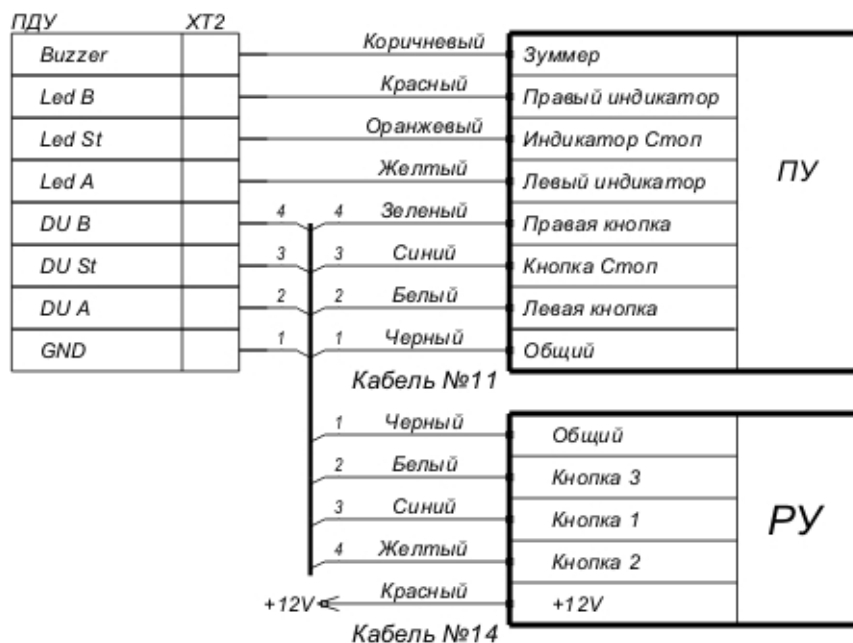 ПДУ XT2
Buzzer Коричневый Зуммер
Led B Красный Правый индикатор
Led St Оранжевый Индикатор Стоп
Led A Желтый Левый индикатор
ПУ
DU B 4 4 Зеленый Правая кнопка
DU St 3 3 Синий Кнопка Стоп
DU A 2 2 Белый Левая кнопка
GND 1 1 Черный Общий
Кабель №11
1 Черный Общий
2 Белый Кнопка 3
3 Синий Кнопка 1
РУ
4 Желтый Кнопка 2
+12V Красный +12V
Кабель №14